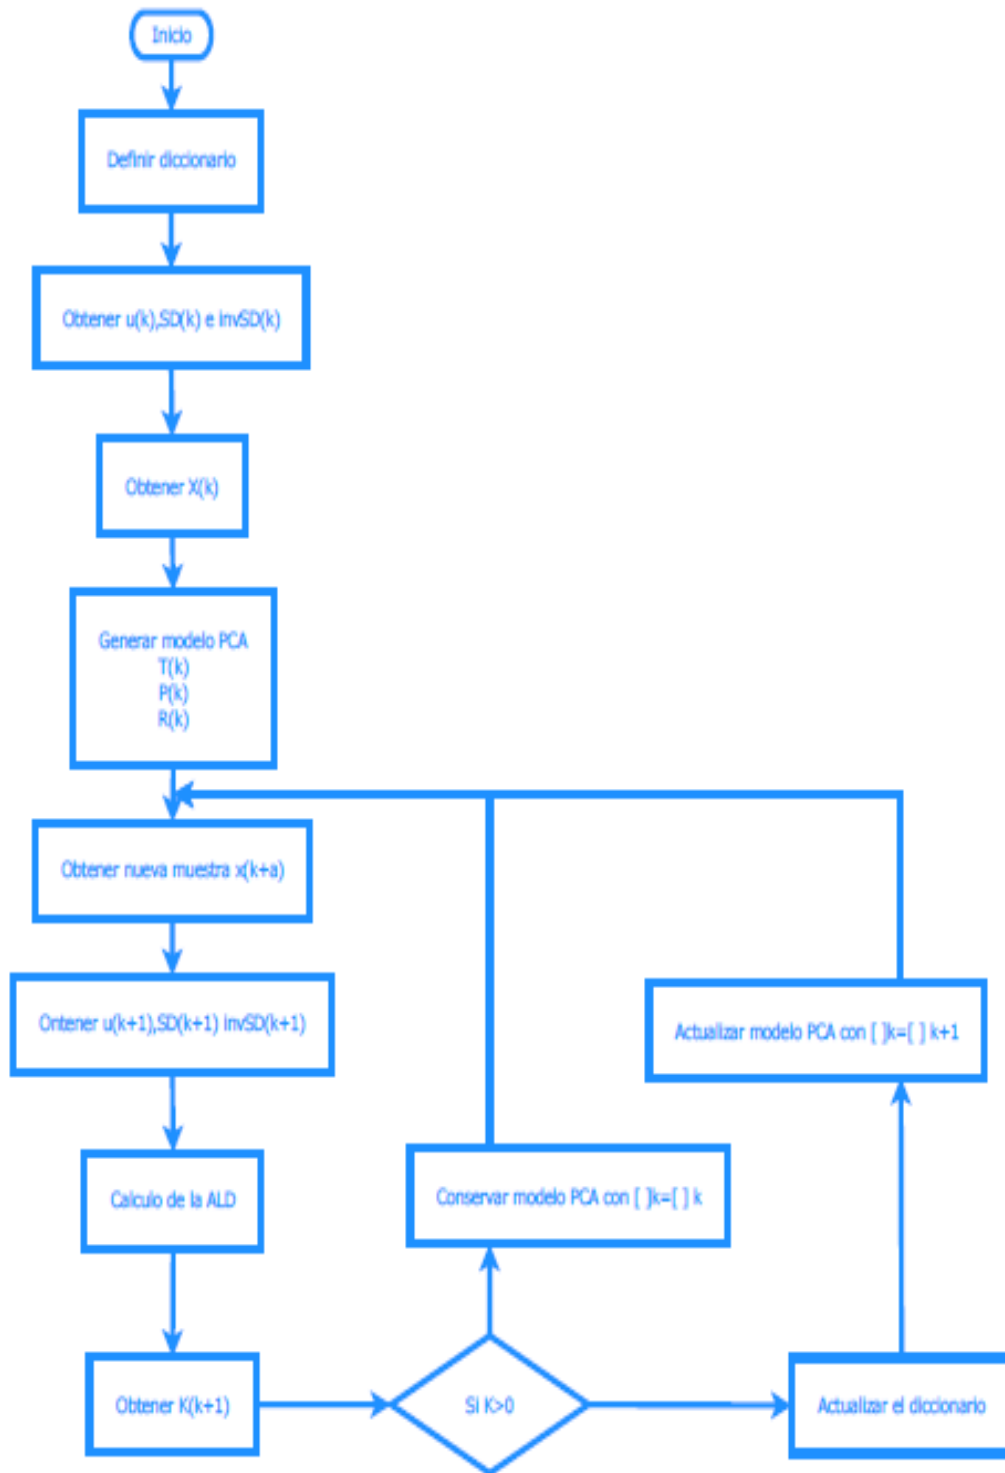 Inicio
Definir diccionario
Obtener u(k),SD(k) e invSD(k)
Obtener X(k)
Generar modelo PCA
T(k)
P(k)
R(k)
Obtener nueva muestra x(k+a)
Ontener u(k+1),SD(k+1) invSD(k+1)
Calculo de la ALD
Obtener K(k+1)
Si K>0
Conservar modelo PCA con [ ]k=[ ] k
Actualizar el diccionario
Actualizar modelo PCA con [ ]k=[ ] k+1